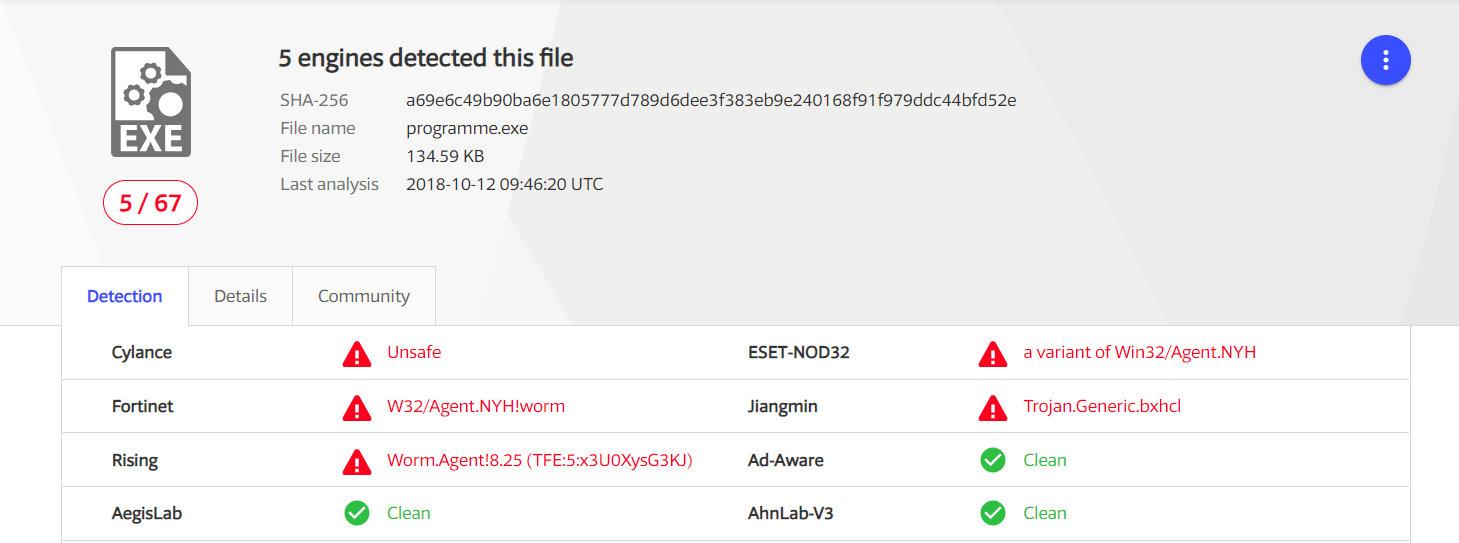 5 engines detected this file
SHA-256 a69e6c49b90ba6e1805777d789d6dee3f383eb9e240168f91f979ddc44bfd52e
File name programme.exe
File size 134.59 KB
Last analysis 2018-10-12 09:46:20 UTC
EXE
5 / 67
Detection Details Community
Cylance Unsafe ESET-NOD32 a variant of Win32/Agent.NYH
Fortinet W32/Agent.NYH!worm Jiangmin Trojan.Generic.bxhcl
Rising Worm.Agent!8.25 (TFE:5:x3U0XysG3KJ) Ad-Aware Clean
AegisLab Clean AhnLab-V3 Clean